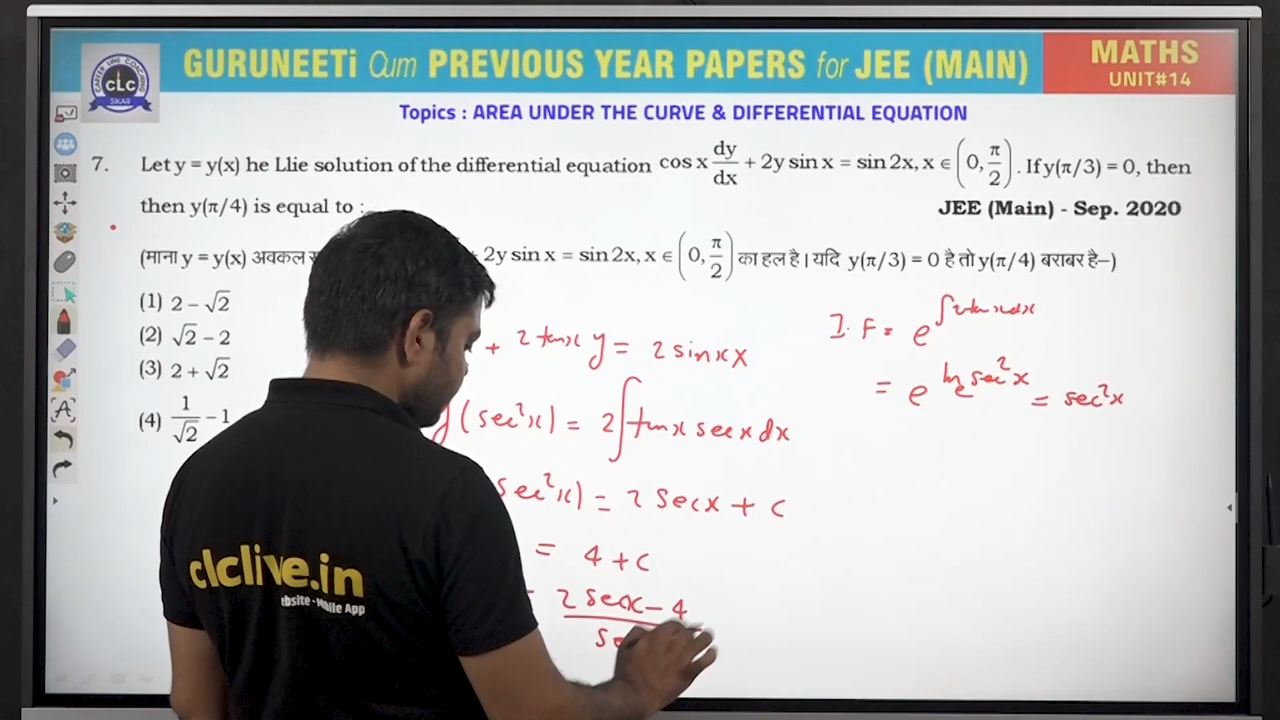 CAREER LINE COACHING
CLC
SIKAR
GURUNEETi Cum PREVIOUS YEAR PAPERS for JEE (MAIN)
MATHS
UNIT#14
Topics : AREA UNDER THE CURVE & DIFFERENTIAL EQUATION
7. Let y = y(x) he Llie solution of the differential equation cos x dy/dx + 2y sin x = sin 2x, x ∈ (0, π/2). If y(π/3) = 0, then
then y(π/4) is equal to :
JEE (Main) - Sep. 2020
(माना y = y(x) अवकल + 2y sin x = sin 2x, x ∈ (0, π/2) का हल है। यदि y(π/3) = 0 है तो y(π/4) बराबर है–)
(1) 2 – √2
(2) √2 – 2
(3) 2 + √2
(4) 1/√2 – 1
+ 2 tanx y = 2 sinx x
y (sec²x) = 2 ∫ tanx secx dx
sec²x) = 2 secx + c
= 4 + c
2 secx – 4
I.F = e^∫2tanxdx
= e^ln sec²x = sec²x
clclive.in